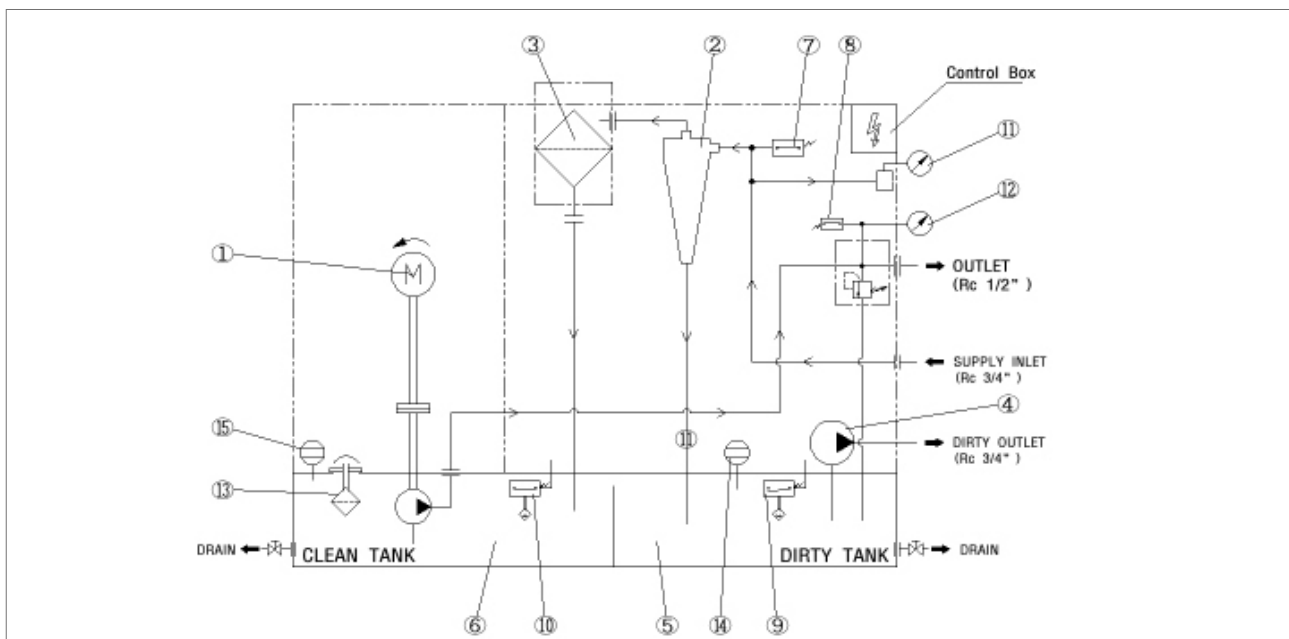 ③
②
⑦
⑧
Control Box
⑪
⑫
①
M
OUTLET
(Rc 1/2")
SUPPLY INLET
(Rc 3/4")
④
DIRTY OUTLET
(Rc 3/4")
⑮
⑪
⑬
DRAIN
CLEAN TANK
DIRTY TANK
DRAIN
⑥
⑩
⑤
⑭
⑨